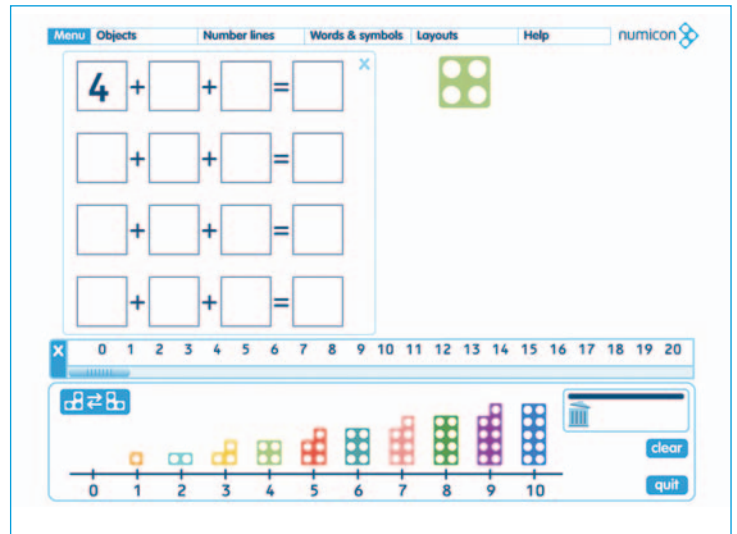 Menu Objects Number lines Words & symbols Layouts Help numicon
x
4 + + =
+ + =
+ + =
+ + =
x 0 1 2 3 4 5 6 7 8 9 10 11 12 13 14 15 16 17 18 19 20
clear
0 1 2 3 4 5 6 7 8 9 10
quit